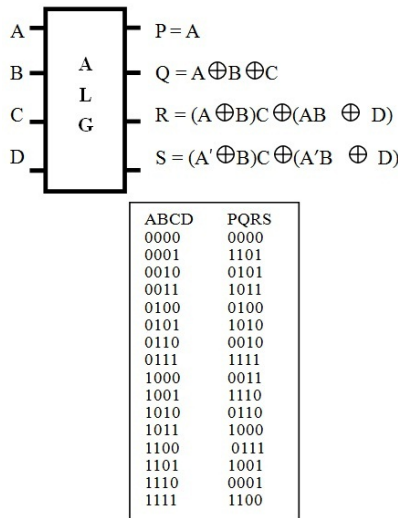 A P = A
B Q = A ⊕B ⊕C
C R = (A ⊕B)C ⊕(AB ⊕ D)
D S = (A' ⊕B)C ⊕(A'B ⊕ D)
A
L
G
ABCD PQRS
0000 0000
0001 1101
0010 0101
0011 1011
0100 0100
0101 1010
0110 0010
0111 1111
1000 0011
1001 1110
1010 0110
1011 1000
1100 0111
1101 1001
1110 0001
1111 1100